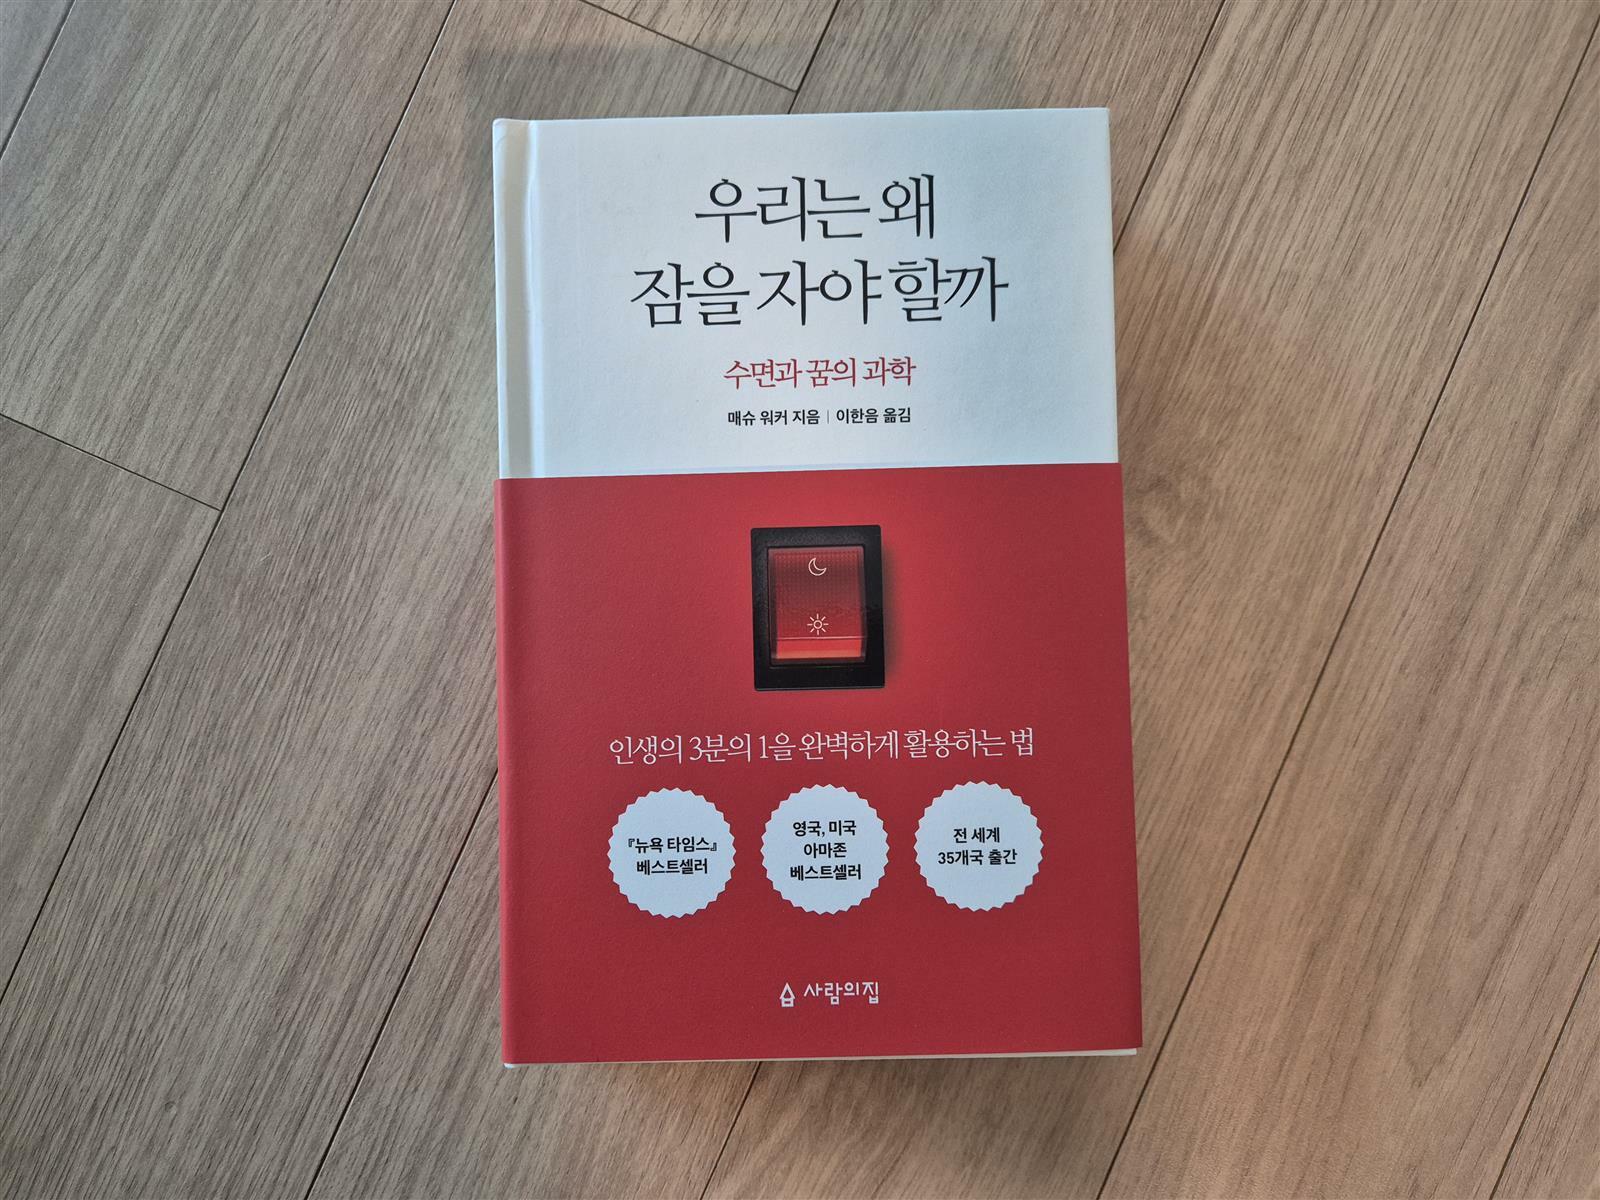 우리는 왜
잠을 자야 할까
수면과 꿈의 과학
매슈 워커 지음 | 이한음 옮김
인생의 3분의 1을 완벽하게 활용하는 법
『뉴욕 타임스』
베스트셀러
영국, 미국
아마존
베스트셀러
전 세계
35개국 출간
사람의집